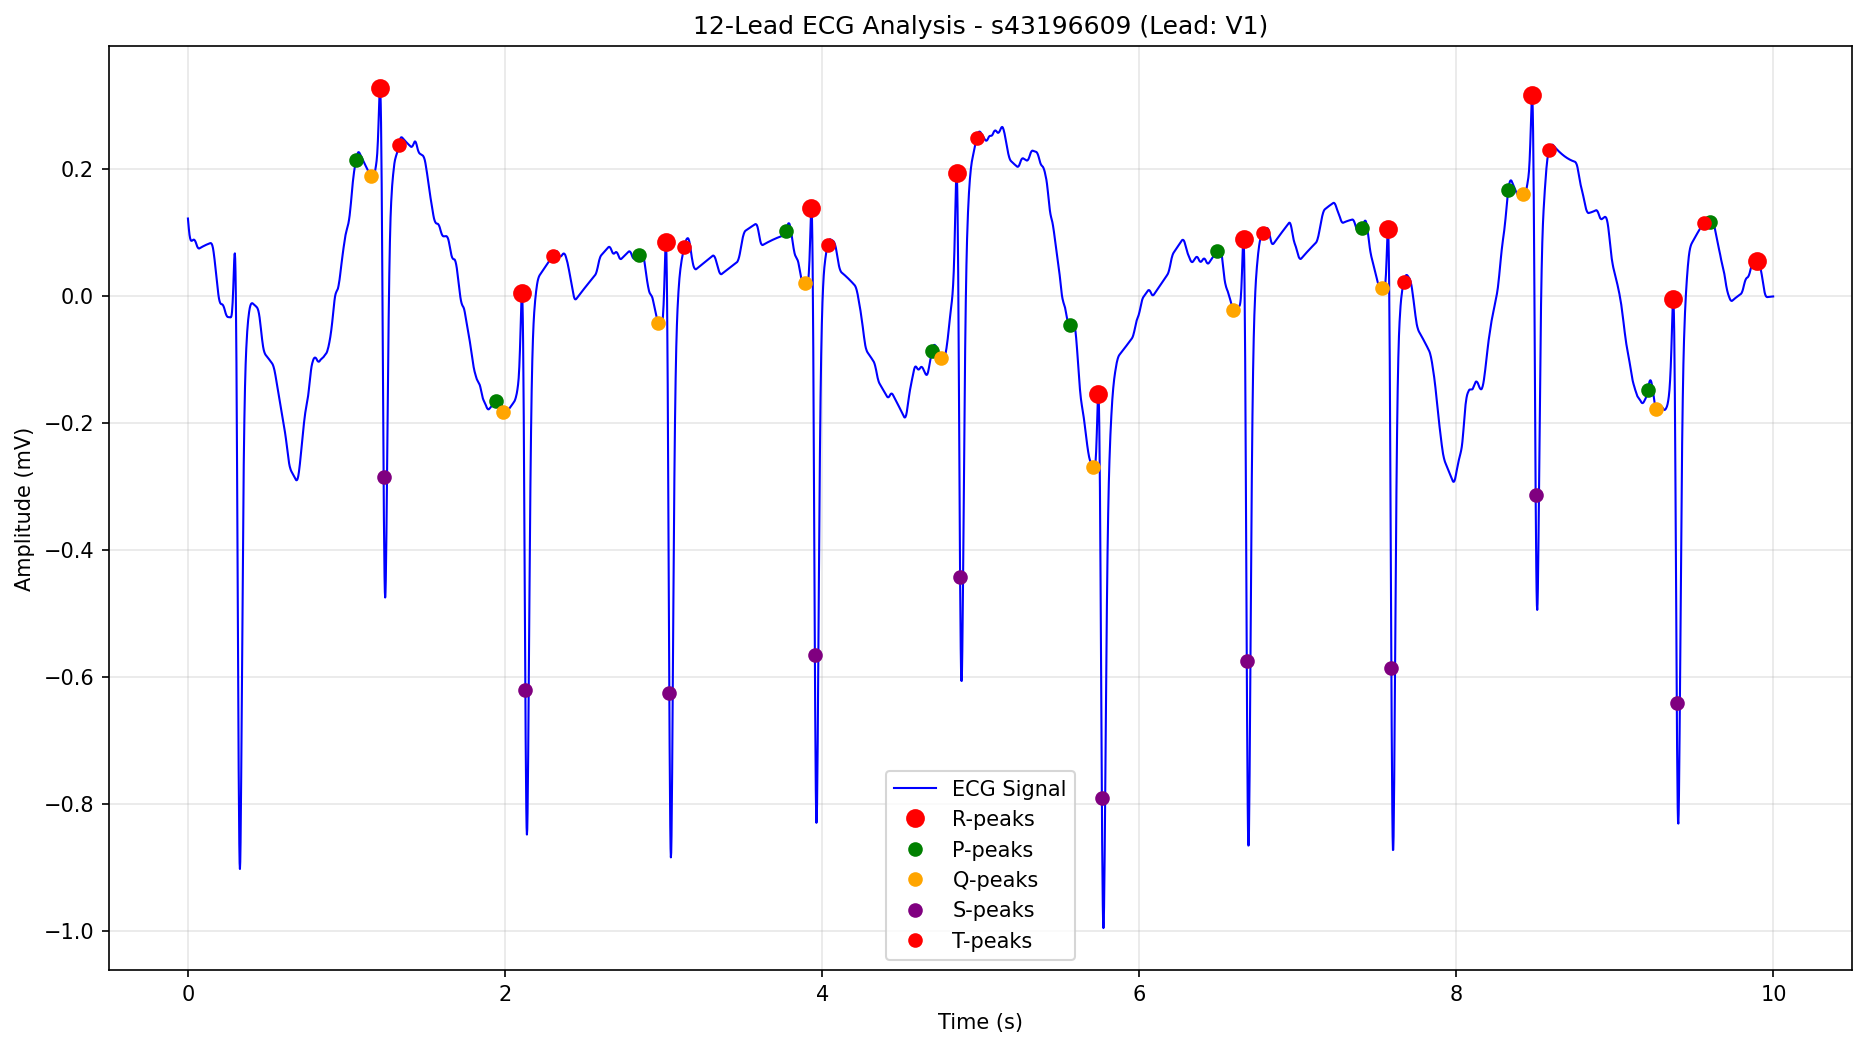 12-Lead ECG Analysis - s43196609 (Lead: V1)
Amplitude (mV)
0.2
0.0
−0.2
−0.4
−0.6
−0.8
−1.0
ECG Signal
R-peaks
P-peaks
Q-peaks
S-peaks
T-peaks
0 2 4 6 8 10
Time (s)